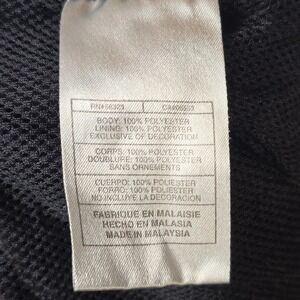 RN#56323 CA#05553
BODY: 100% POLYESTER
LINING: 100% POLYESTER
EXCLUSIVE OF DECORATION
CORPS: 100% POLYESTER
DOUBLURE: 100% POLYESTER
SANS ORNEMENTS
CUERPO: 100% POLIESTER
FORRO: 100% POLIESTER
NO INCLUYE LA DECORACION
FABRIQUE EN MALAISIE
HECHO EN MALASIA
MADE IN MALAYSIA